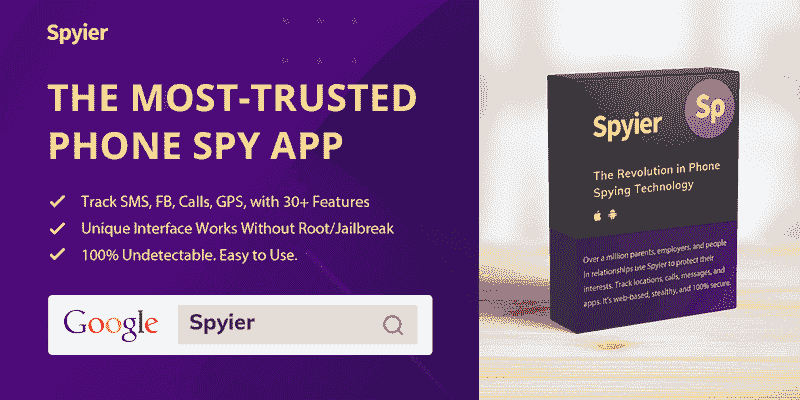 Spyier
THE MOST-TRUSTED
PHONE SPY APP
Track SMS, FB, Calls, GPS, with 30+ Features
Unique Interface Works Without Root/Jailbreak
100% Undetectable. Easy to Use.
Google
Spyier
Sp
Spyier
The Revolution in Phone
Spying Technology
Over a million parents, employers, and people
in relationships use Spyier to protect their
interests. Track locations, calls, messages, and
apps. It's web-based, stealthy, and 100% secure.